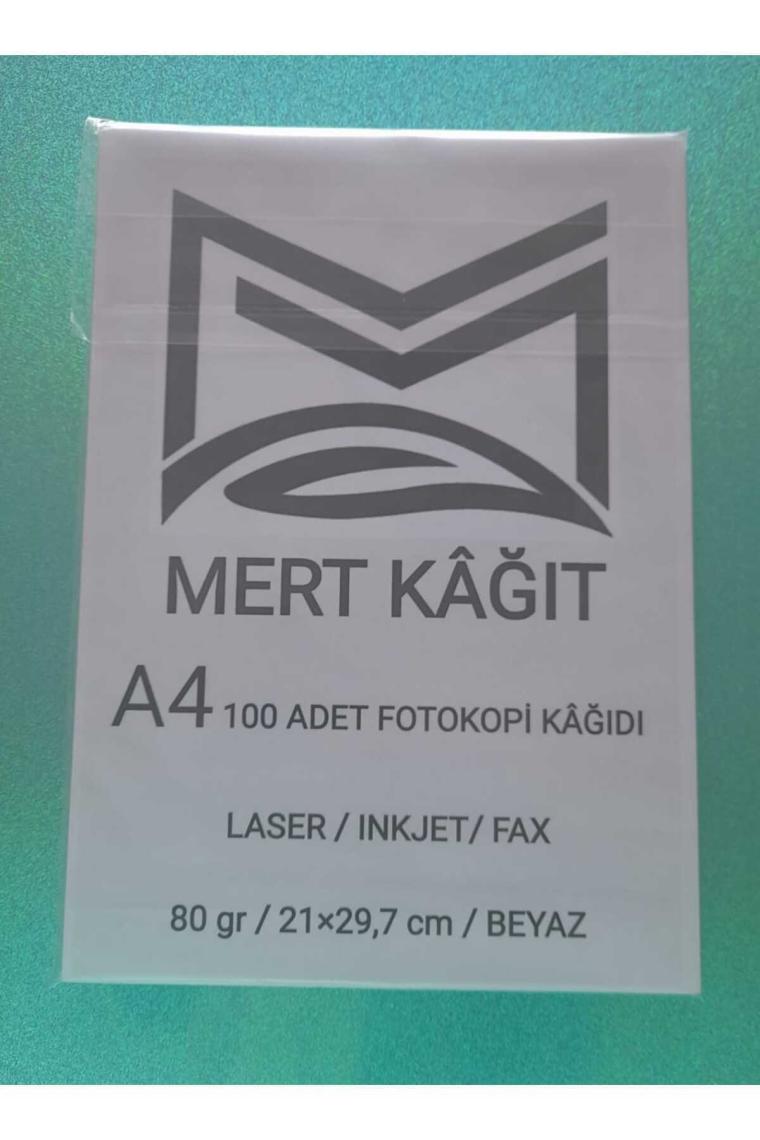 MERT KÂĞIT
A4 100 ADET FOTOKOPİ KÂĞIDI
LASER / INKJET/ FAX
80 gr / 21×29,7 cm / BEYAZ